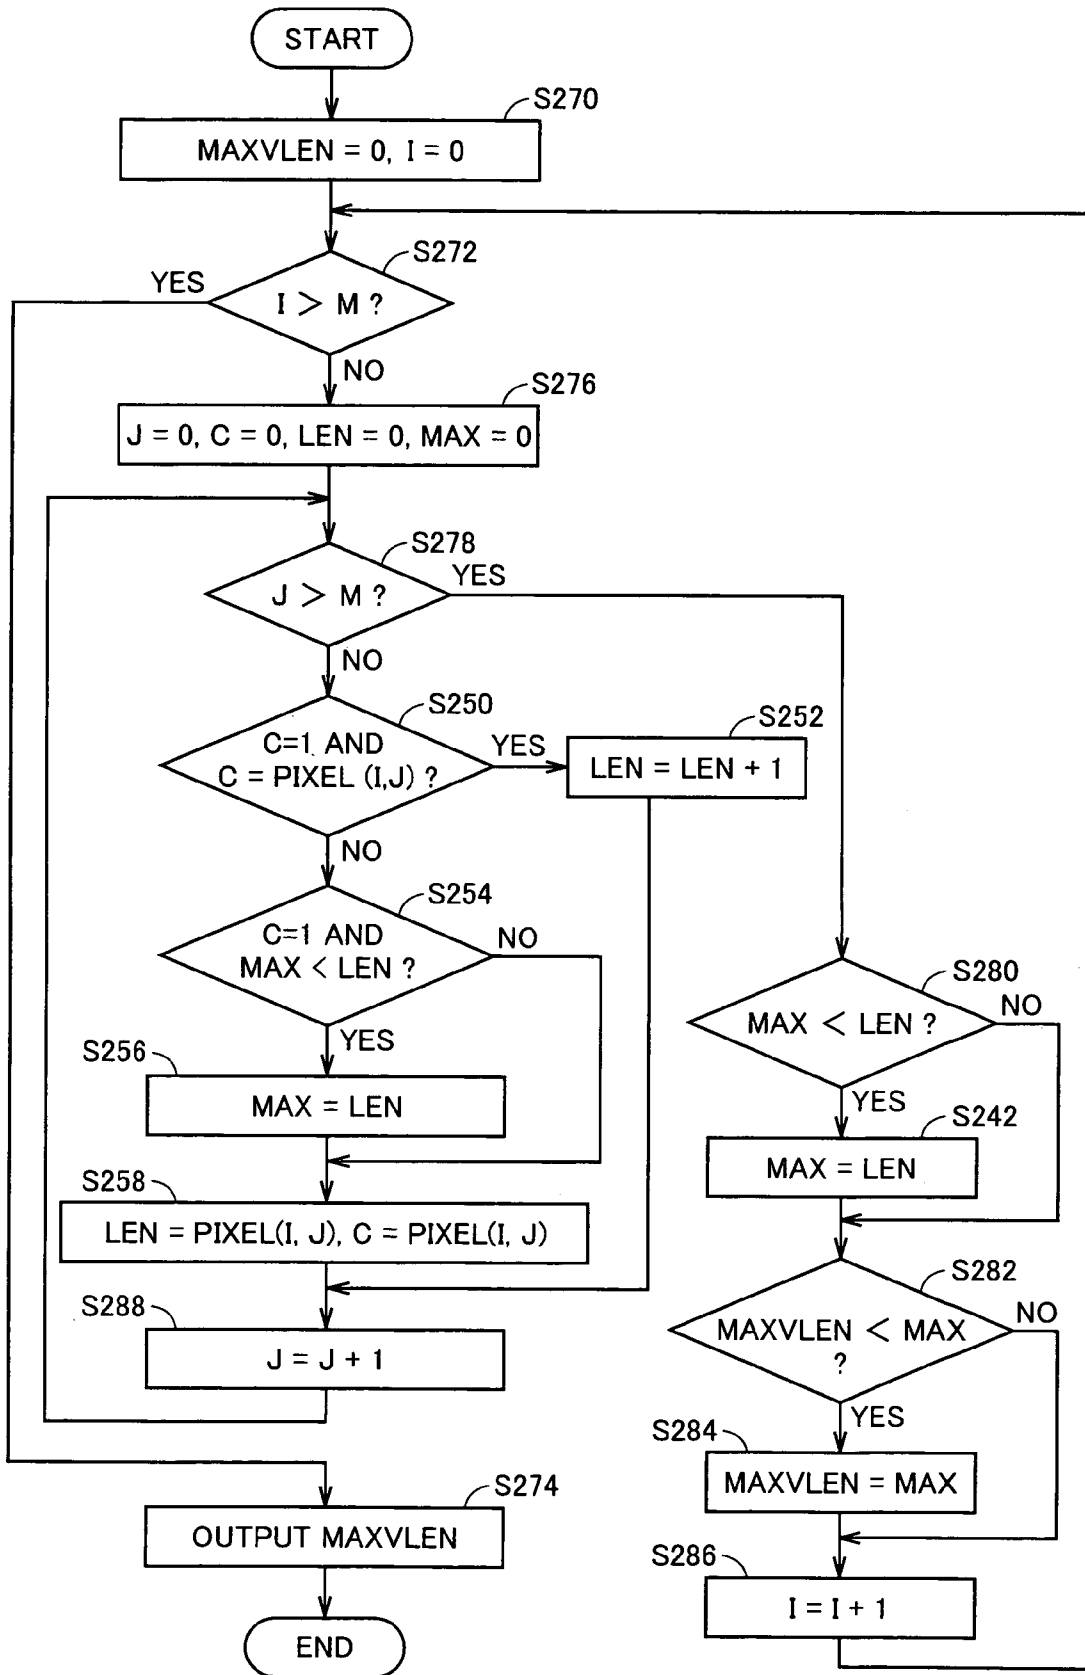 START
S270
MAXVLEN = 0, I = 0
S272
YES
I > M ?
NO
S276
J = 0, C = 0, LEN = 0, MAX = 0
S278
YES
J > M ?
NO
S250
C=1 AND
C = PIXEL (I,J) ?
YES
S252
LEN = LEN + 1
NO
S254
C=1 AND
MAX < LEN ?
NO
YES
S256
MAX = LEN
S258
LEN = PIXEL(I, J), C = PIXEL(I, J)
S288
J = J + 1
S280
MAX < LEN ?
NO
YES
S242
MAX = LEN
S282
MAXVLEN < MAX
?
NO
YES
S284
MAXVLEN = MAX
S286
I = I + 1
S274
OUTPUT MAXVLEN
END